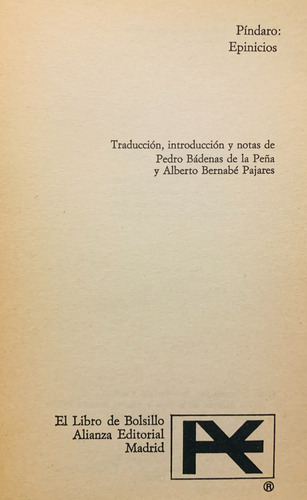 Píndaro:
Epinicios
Traducción, introducción y notas de
Pedro Bádenas de la Peña
y Alberto Bernabé Pajares
El Libro de Bolsillo
Alianza Editorial
Madrid
®